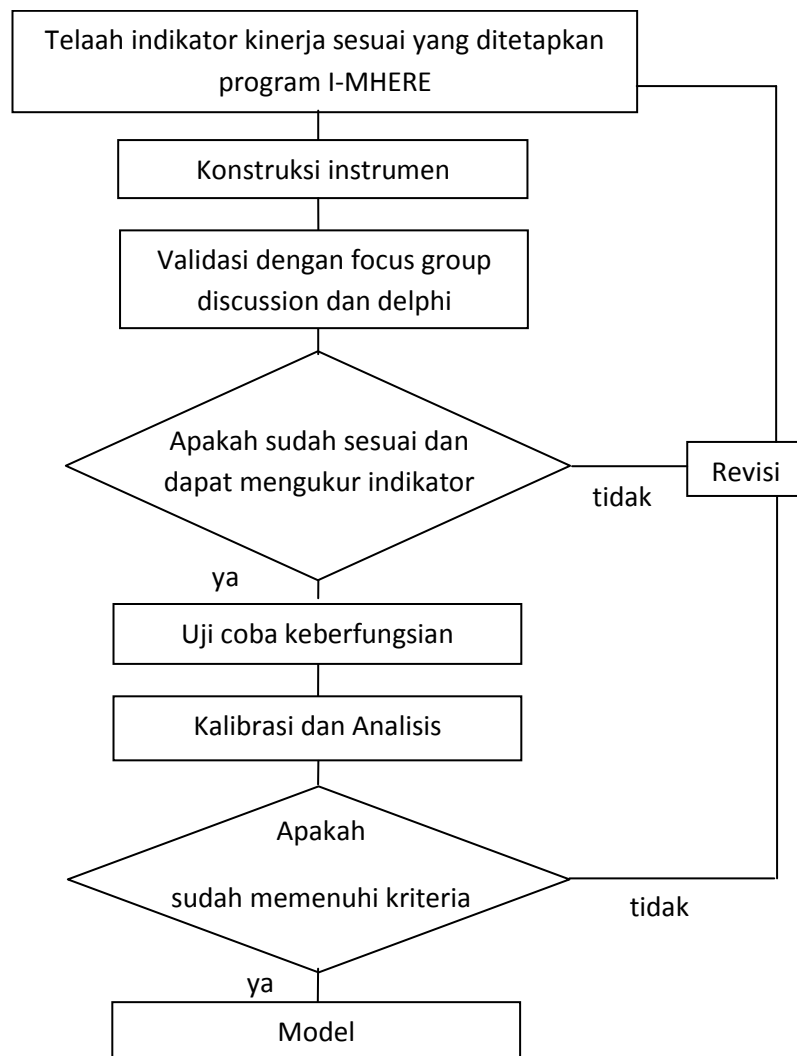 Telaah indikator kinerja sesuai yang ditetapkan
program I-MHERE
Konstruksi instrumen
Validasi dengan focus group
discussion dan delphi
Apakah sudah sesuai dan
dapat mengukur indikator
tidak
Revisi
ya
Uji coba keberfungsian
Kalibrasi dan Analisis
Apakah
sudah memenuhi kriteria
tidak
ya
Model